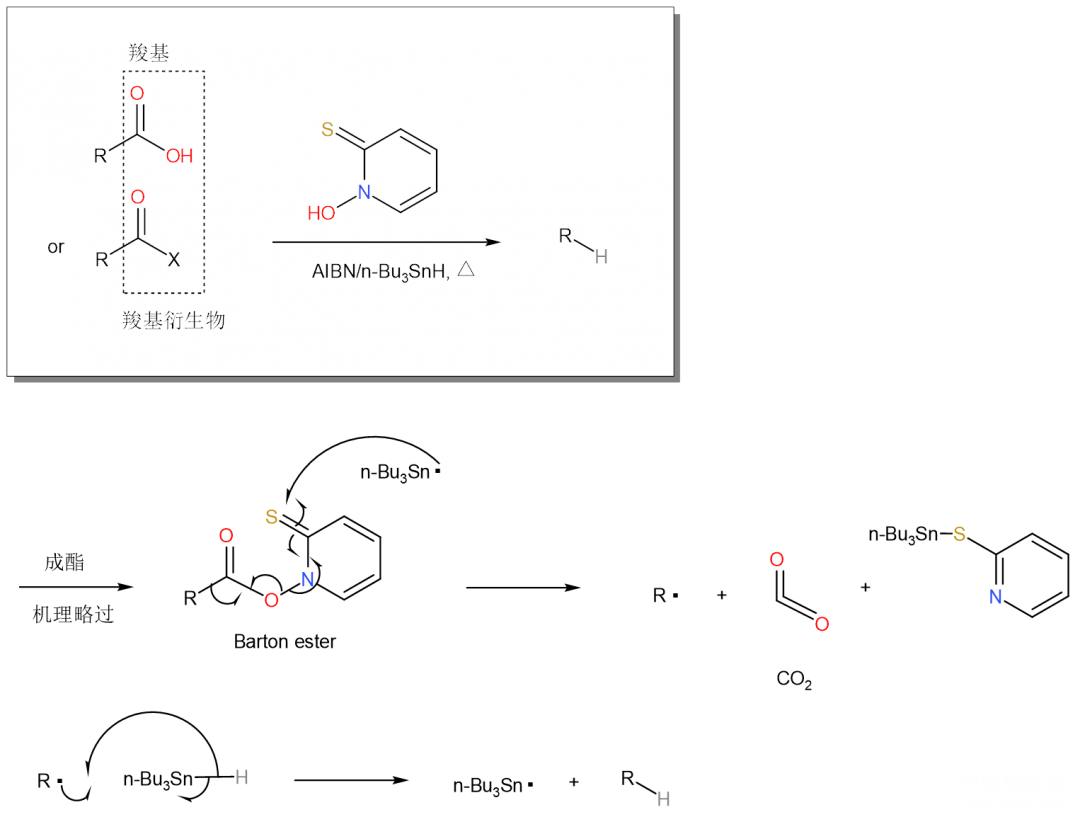 羧基
O
R
OH
O
or
R
X
羧基衍生物
S
N
HO
AIBN/n-Bu₃SnH, △
R
H
成酯
机理略过
n-Bu₃Sn·
S
O
N
R
O
Barton ester
R·
+
O
O
CO₂
+
n-Bu₃Sn
S
N
R·
n-Bu₃Sn
H
n-Bu₃Sn·
+
R
H